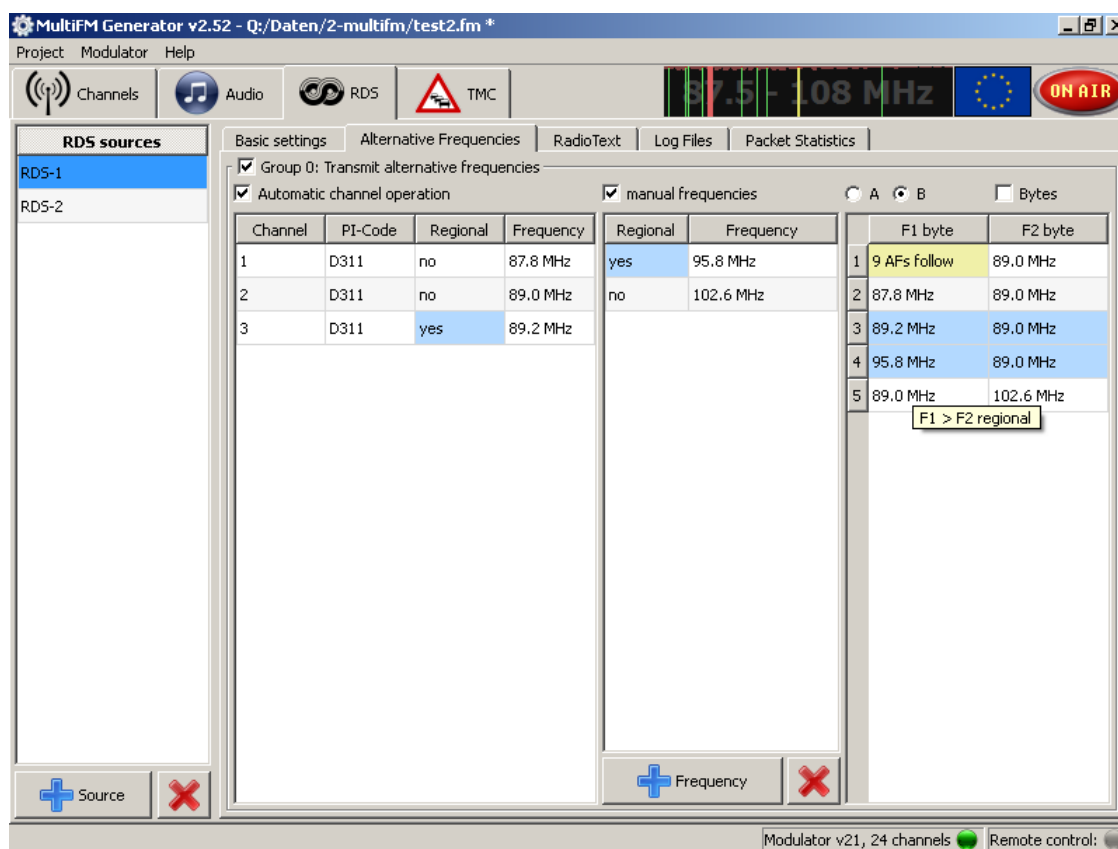 MultiFM Generator v2.52 - Q:/Daten/2-multifm/test2.fm *
Project Modulator Help
Channels Audio RDS TMC 87.5 - 108 MHz ON AIR
RDS sources
RDS-1
RDS-2
Source
Basic settings Alternative Frequencies RadioText Log Files Packet Statistics
Group 0: Transmit alternative frequencies
Automatic channel operation manual frequencies A B Bytes
Channel PI-Code Regional Frequency
1 D311 no 87.8 MHz
2 D311 no 89.0 MHz
3 D311 yes 89.2 MHz
Regional Frequency
yes 95.8 MHz
no 102.6 MHz
Frequency
F1 byte F2 byte
1 9 AFs follow 89.0 MHz
2 87.8 MHz 89.0 MHz
3 89.2 MHz 89.0 MHz
4 95.8 MHz 89.0 MHz
5 89.0 MHz 102.6 MHz
F1 > F2 regional
Modulator v21, 24 channels Remote control: